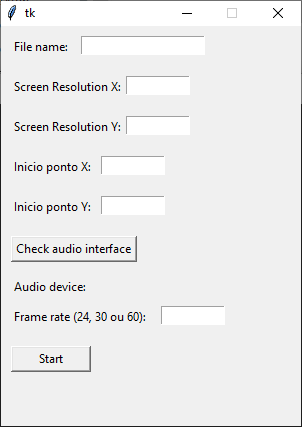 tk
File name:
Screen Resolution X:
Screen Resolution Y:
Inicio ponto X:
Inicio ponto Y:
Check audio interface
Audio device:
Frame rate (24, 30 ou 60):
Start